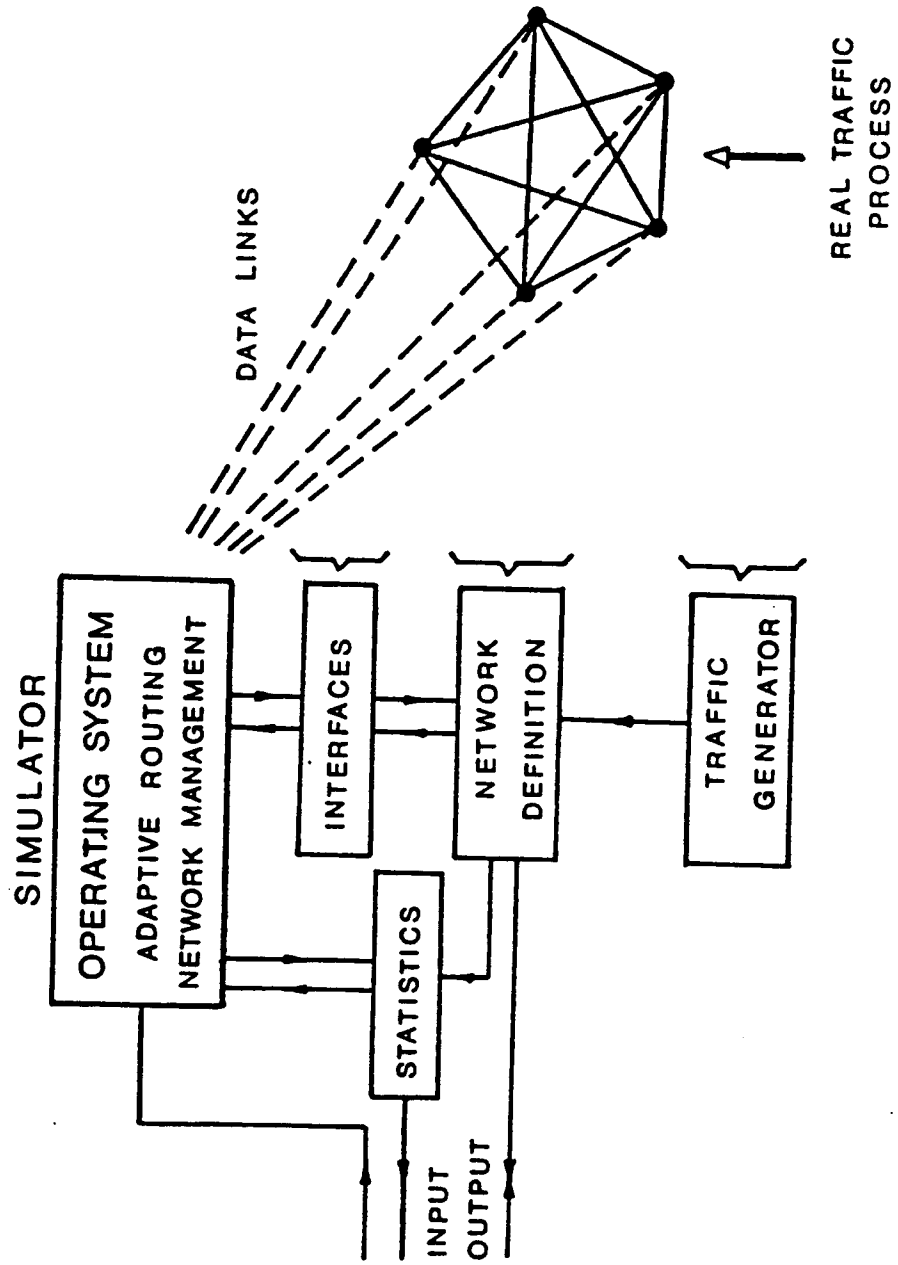 SIMULATOR
OPERATING SYSTEM
ADAPTIVE ROUTING
NETWORK MANAGEMENT
DATA LINKS
INTERFACES
STATISTICS
NETWORK
DEFINITION
TRAFFIC
GENERATOR
INPUT
OUTPUT
REAL TRAFFIC
PROCESS